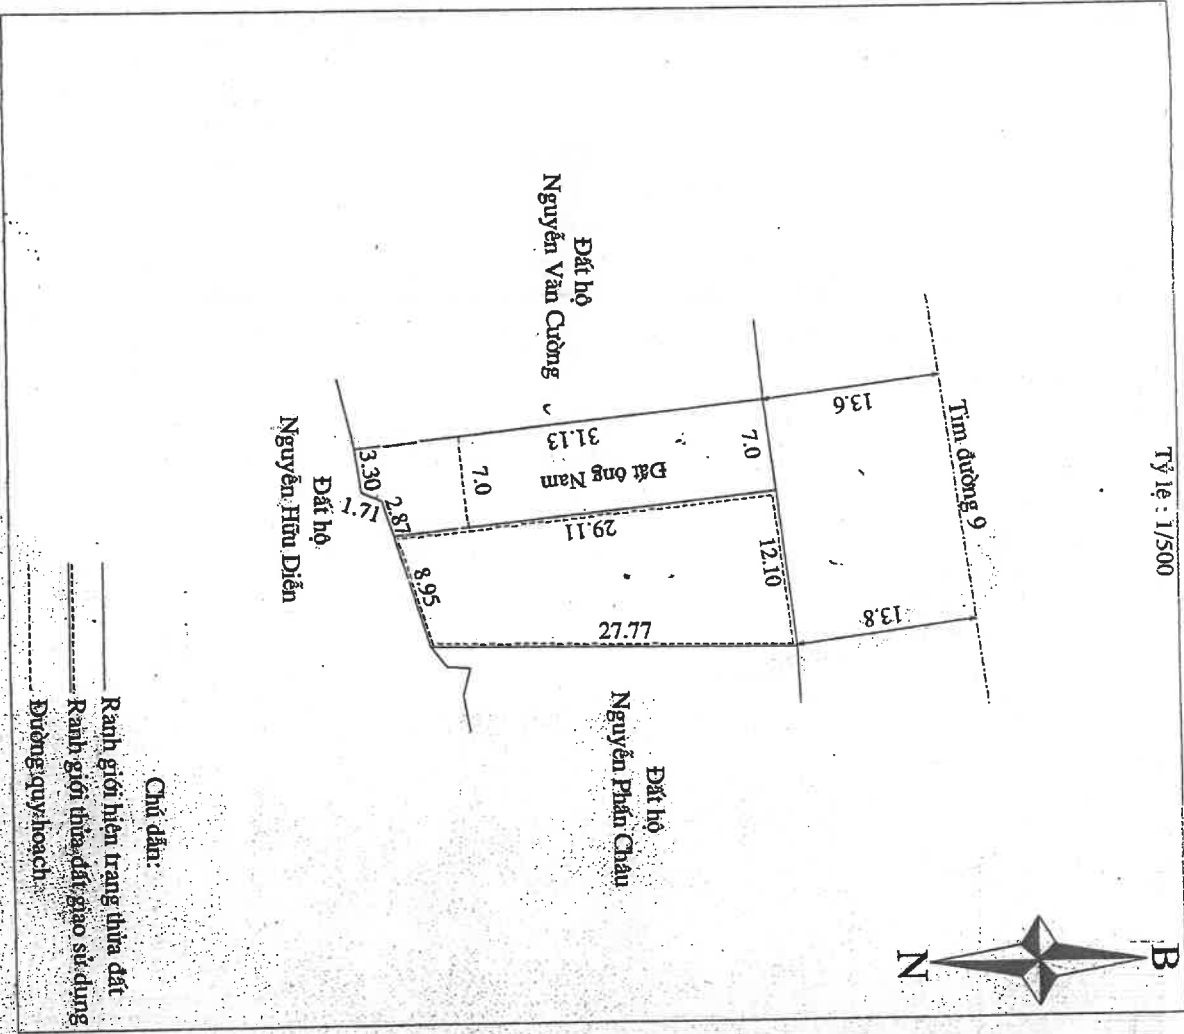 Tỷ lệ : 1/500
B
N
Tim đường 9
13.6
13.8
7.0
12.10
Đất hộ
Nguyễn Văn Cường
31.13
Đất ông Nam
7.0
29.11
27.77
3.30
1.71
2.87
8.95
Đất hộ
Nguyễn Hữu Diễn
Đất hộ
Nguyễn Phấn Châu
Chú dẫn:
Ranh giới hiện trạng thửa đất
Ranh giới thửa đất giao sử dụng
Đường quy hoạch